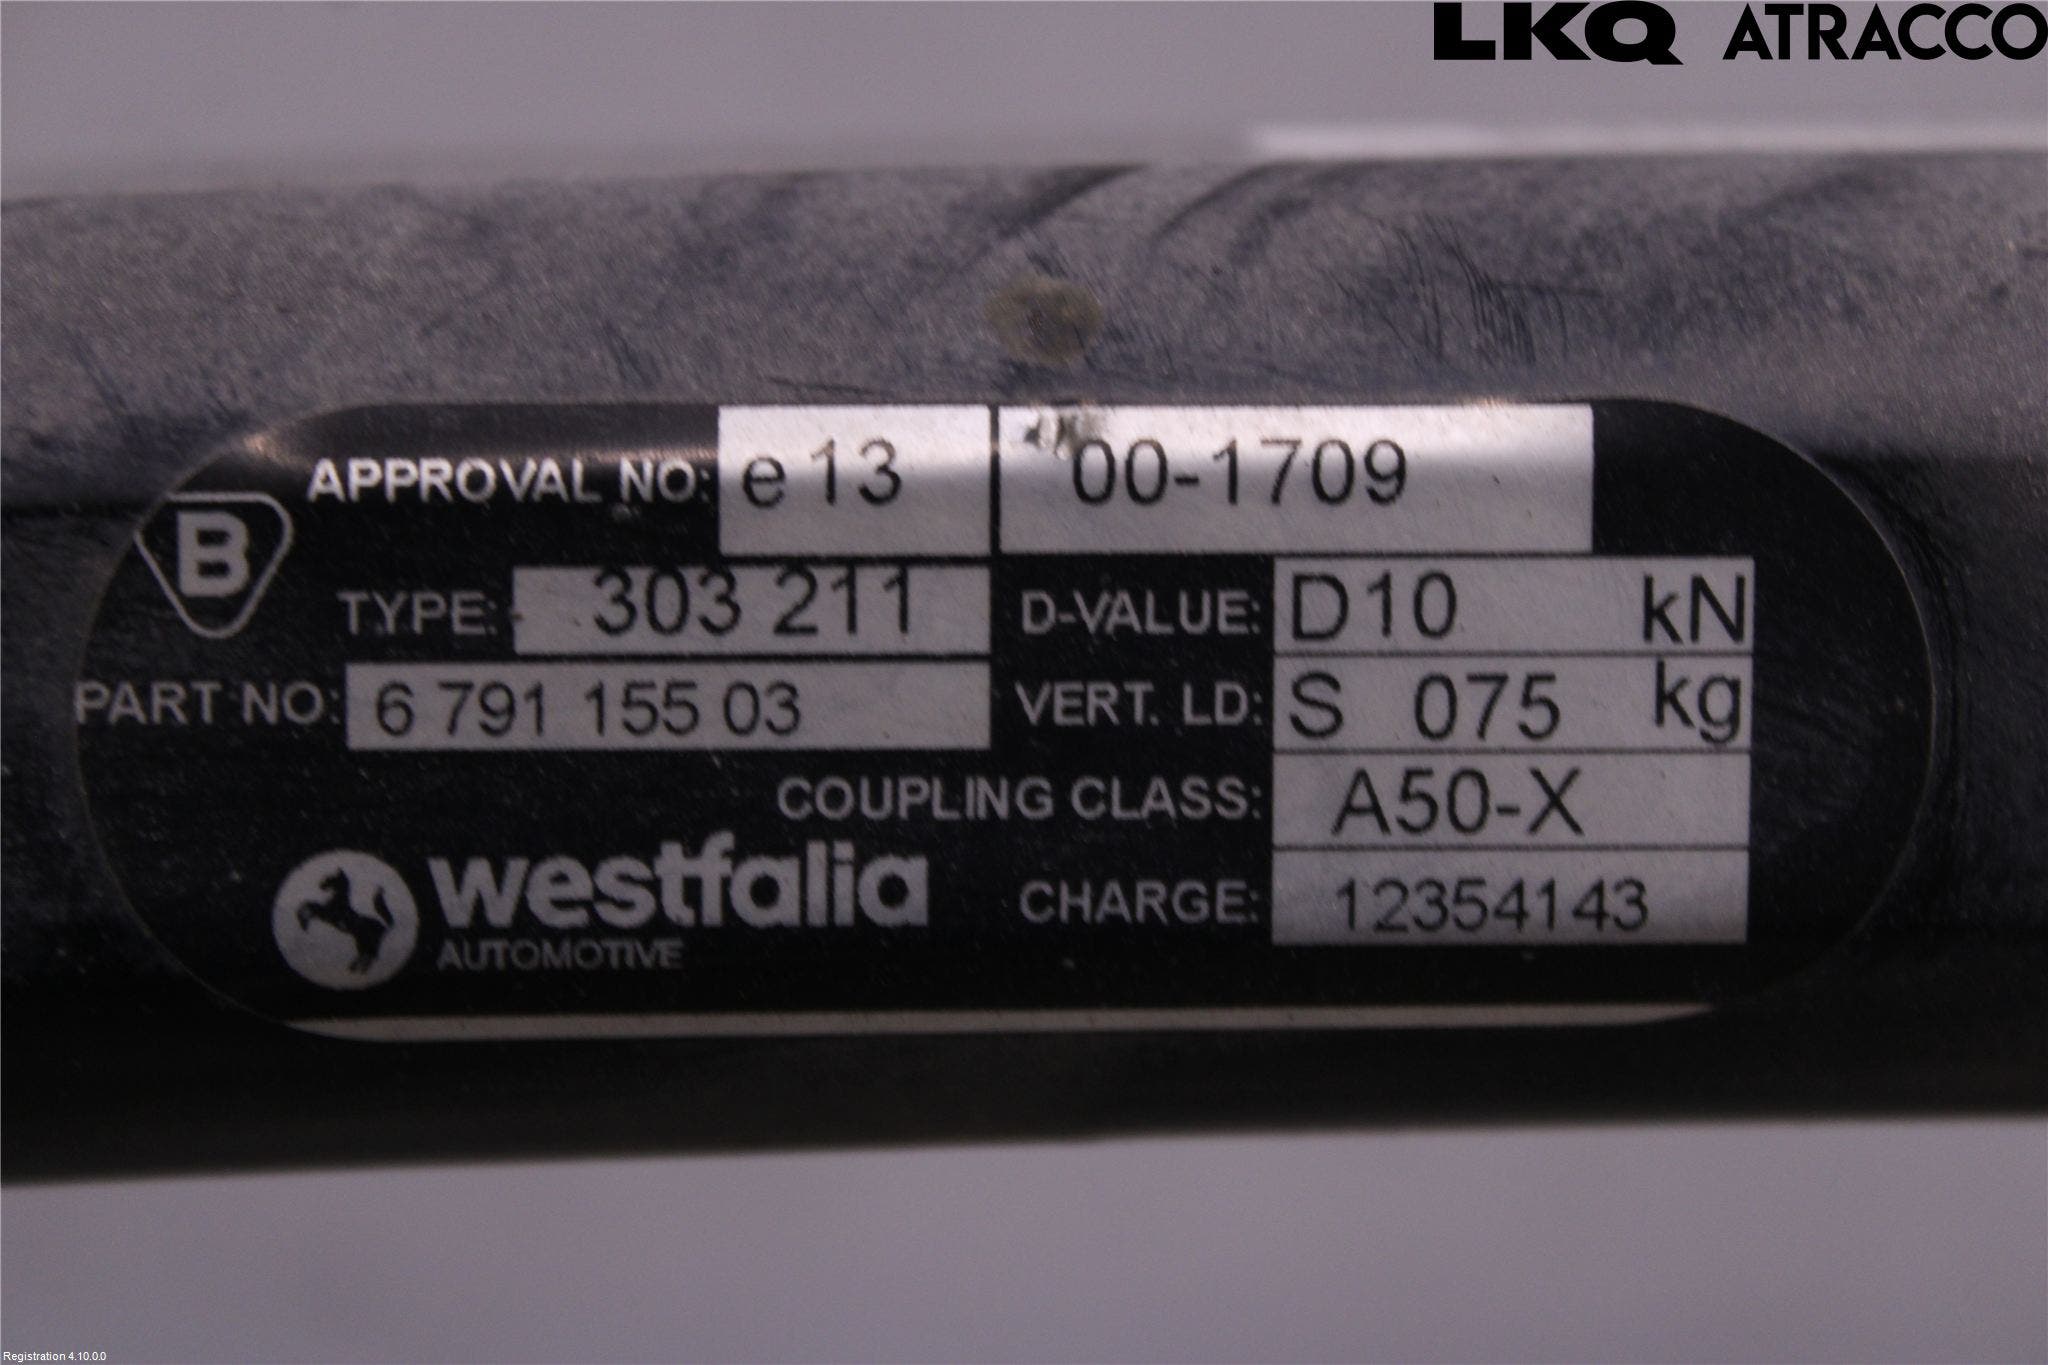 LKQ ATRACCO
APPROVAL NO: e13 00-1709
B
TYPE: 303 211 D-VALUE: D10 kN
PART NO: 6 791 155 03 VERT. LD: S 075 kg
COUPLING CLASS: A50-X
westfalia
AUTOMOTIVE
CHARGE: 12354143
Registration 4.10.0.0